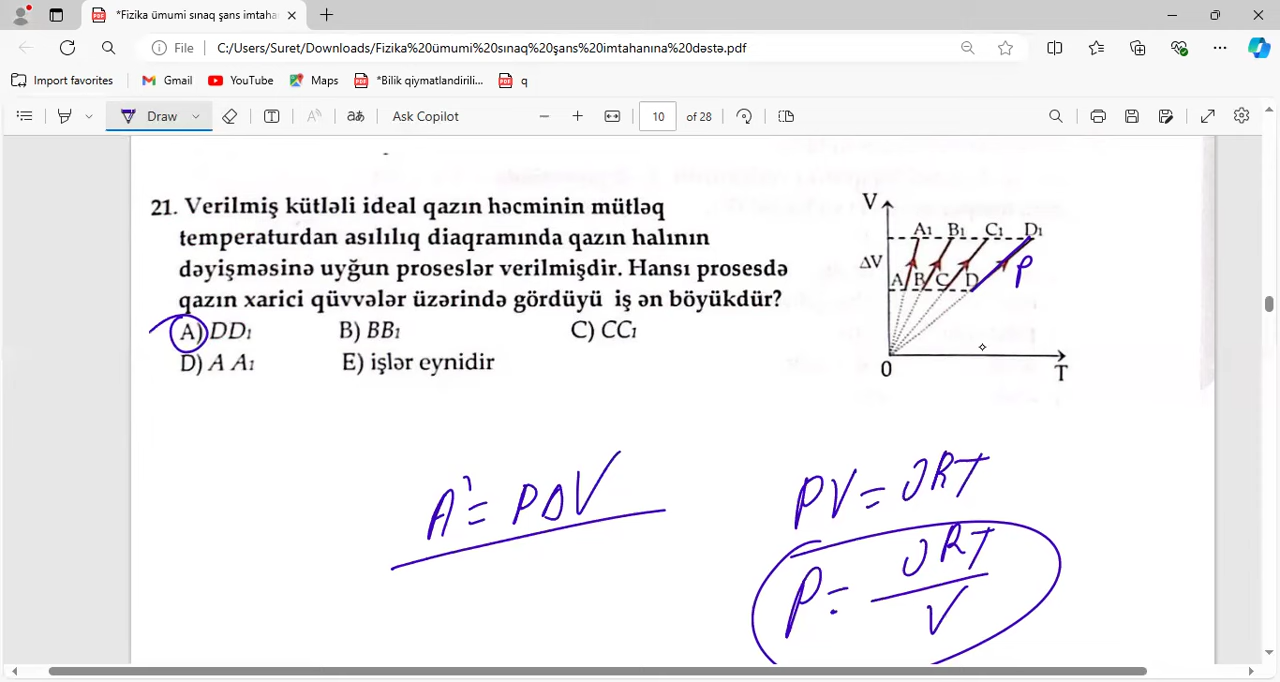 *Fizika ümumi sınaq şans imtaha
File C:/Users/Suret/Downloads/Fizika%20ümumi%20sınaq%20şans%20imtahanına%20dəstə.pdf
Import favorites Gmail YouTube Maps *Bilik qiymatləndirili... q
Draw Ask Copilot 10 of 28
21. Verilmiş kütləli ideal qazın həcminin mütləq
temperaturdan asılılıq diaqramında qazın halının
dəyişməsinə uyğun proseslər verilmişdir. Hansı prosesdə
qazın xarici qüvvələr üzərində gördüyü iş ən böyükdür?
A) DD₁ B) BB₁ C) CC₁
D) A A₁ E) işlər eynidir
V
A₁ B₁ C₁ D₁
ΔV
A B C D P
0 T
A' = PΔV
PV = υRT
P = υRT / V